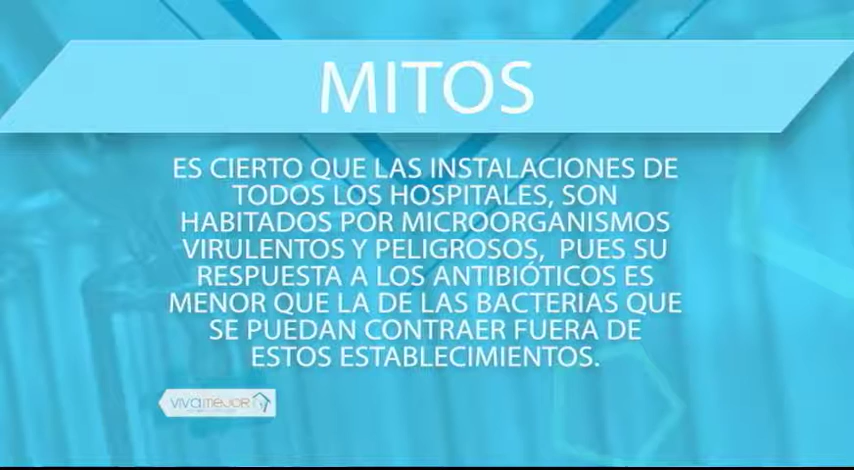 MITOS
ES CIERTO QUE LAS INSTALACIONES DE
TODOS LOS HOSPITALES, SON
HABITADOS POR MICROORGANISMOS
VIRULENTOS Y PELIGROSOS, PUES SU
RESPUESTA A LOS ANTIBIÓTICOS ES
MENOR QUE LA DE LAS BACTERIAS QUE
SE PUEDAN CONTRAER FUERA DE
ESTOS ESTABLECIMIENTOS.
vivamejor